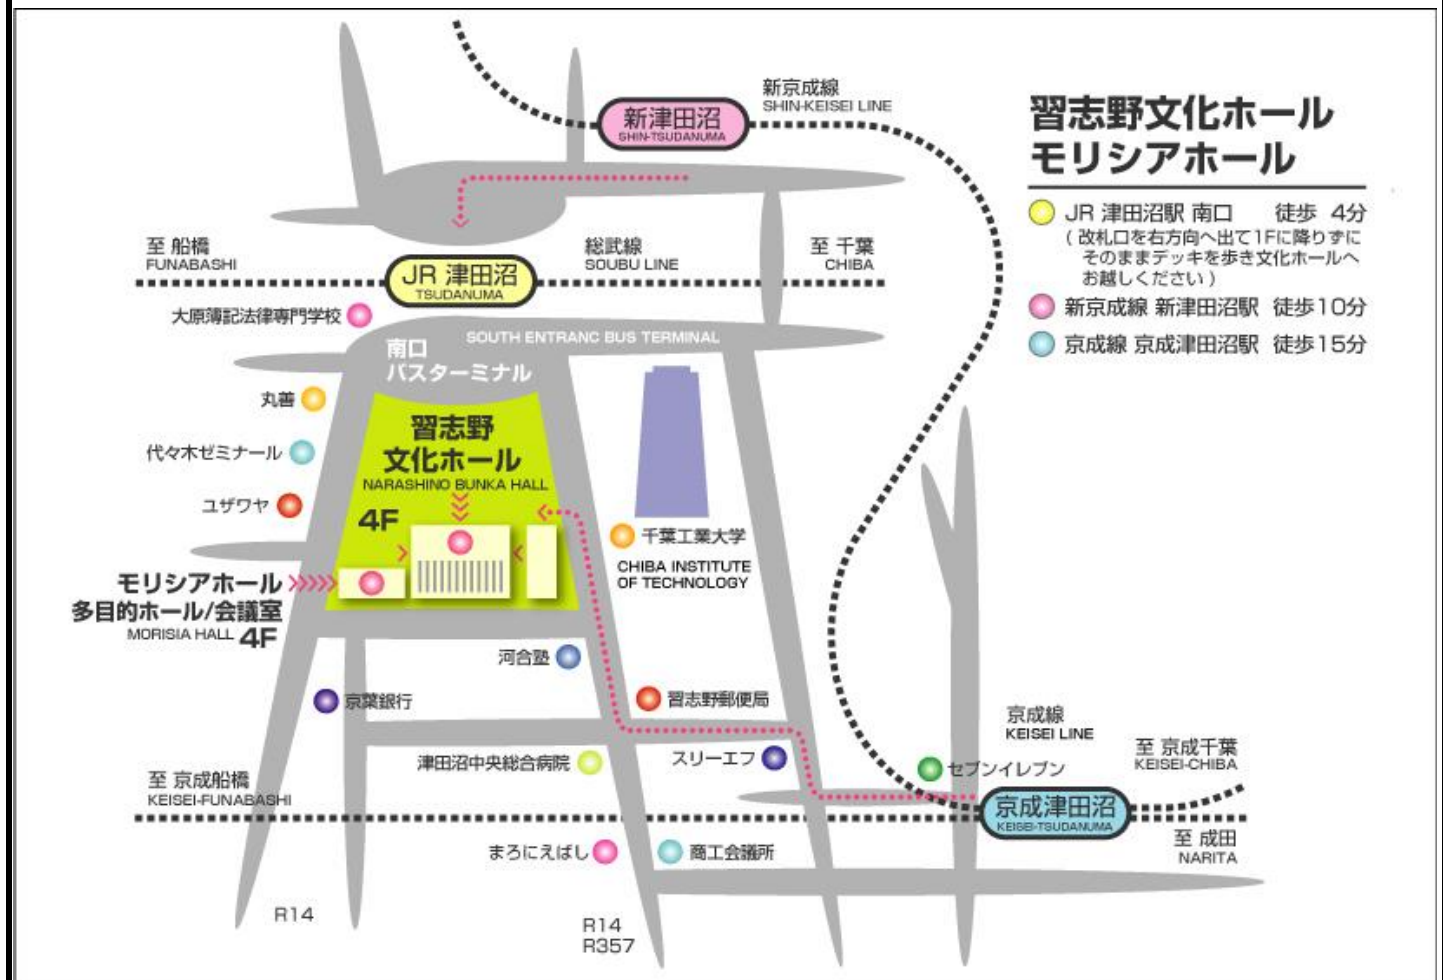 新京成線
SHIN-KEISEI LINE
新津田沼
SHIN-TSUDANUMA
習志野文化ホール
モリシアホール
JR 津田沼駅 南口 徒歩 4分
( 改札口を右方向へ出て1Fに降りずに
そのままデッキを歩き文化ホールへ
お越しください )
新京成線 新津田沼駅 徒歩10分
京成線 京成津田沼駅 徒歩15分
至 船橋
FUNABASHI
総武線
SOUBU LINE
至 千葉
CHIBA
JR 津田沼
TSUDANUMA
大原簿記法律専門学校
SOUTH ENTRANC BUS TERMINAL
南口
バスターミナル
丸善
代々木ゼミナール
ユザワヤ
習志野
文化ホール
NARASHINO BUNKA HALL
4F
千葉工業大学
CHIBA INSTITUTE
OF TECHNOLOGY
モリシアホール
多目的ホール/会議室
MORISIA HALL 4F
河合塾
京葉銀行
習志野郵便局
津田沼中央総合病院
スリーエフ
京成線
KEISEI LINE
セブンイレブン
至 京成千葉
KEISEI-CHIBA
至 京成船橋
KEISEI-FUNABASHI
京成津田沼
KEISEI-TSUDANUMA
至 成田
NARITA
まろにえばし
商工会議所
R14
R14
R357